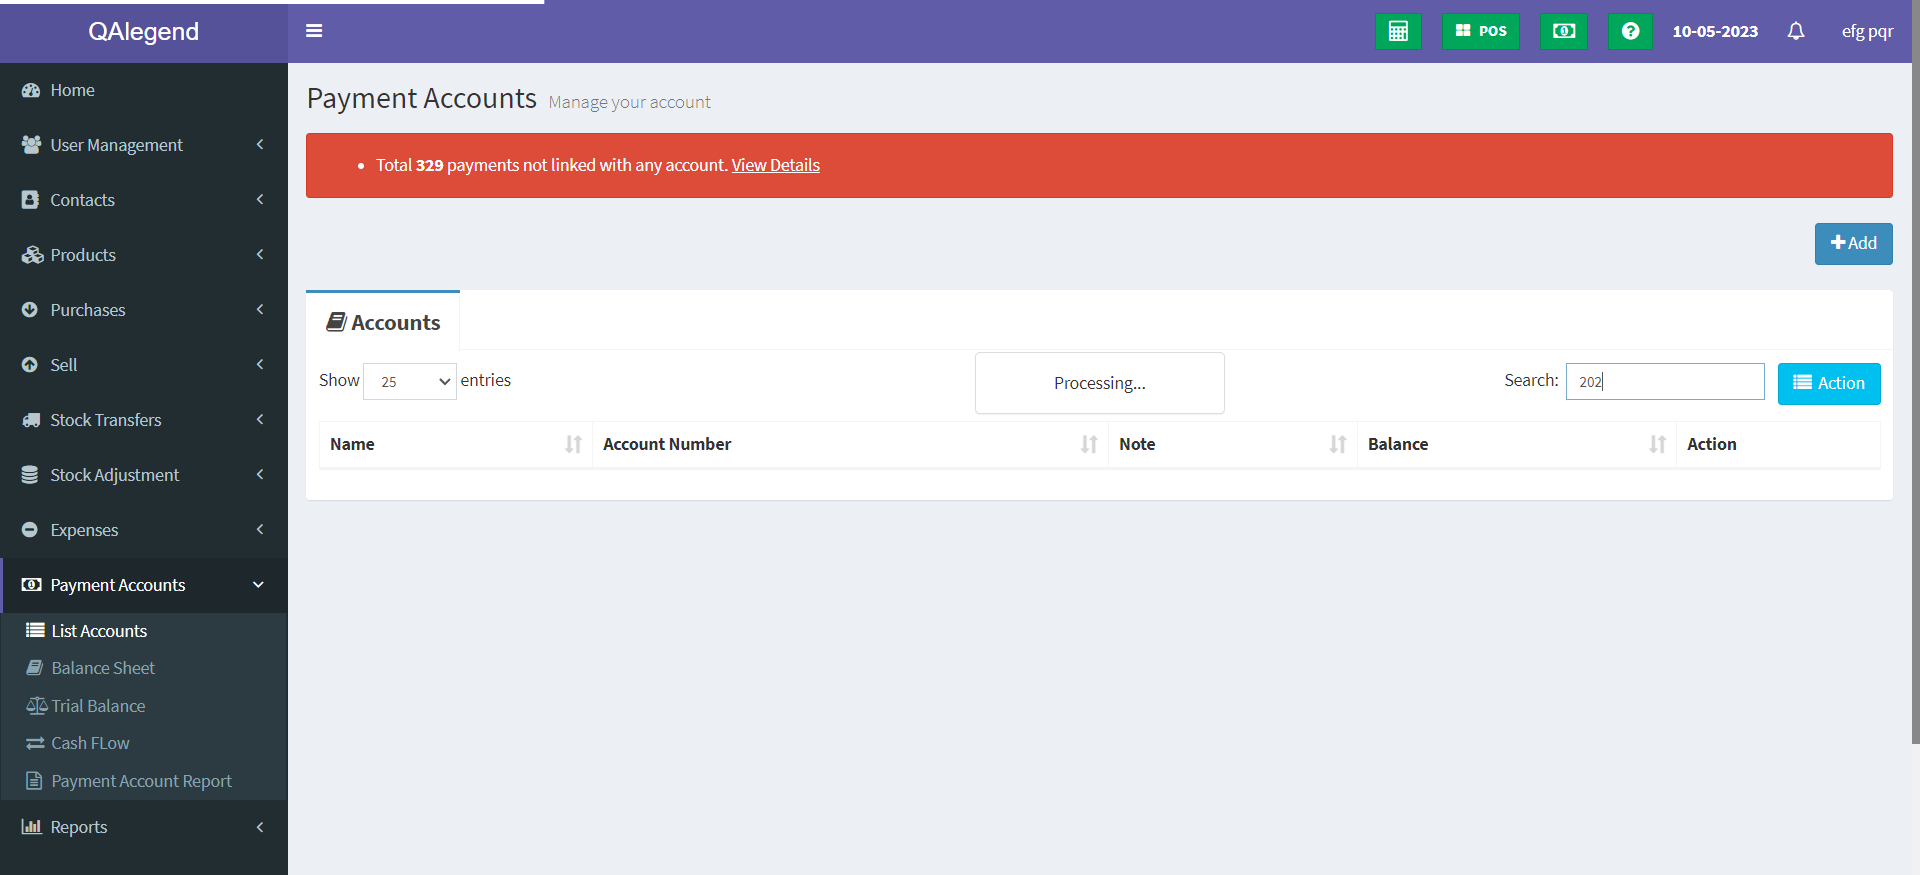 QAlegend
POS
10-05-2023
efg pqr
Home
User Management
Contacts
Products
Purchases
Sell
Stock Transfers
Stock Adjustment
Expenses
Payment Accounts
List Accounts
Balance Sheet
Trial Balance
Cash FLow
Payment Account Report
Reports
Payment Accounts Manage your account
Total 329 payments not linked with any account. View Details
Add
Accounts
Show 25 entries
Processing...
Search: 202
Action
Name Account Number Note Balance Action